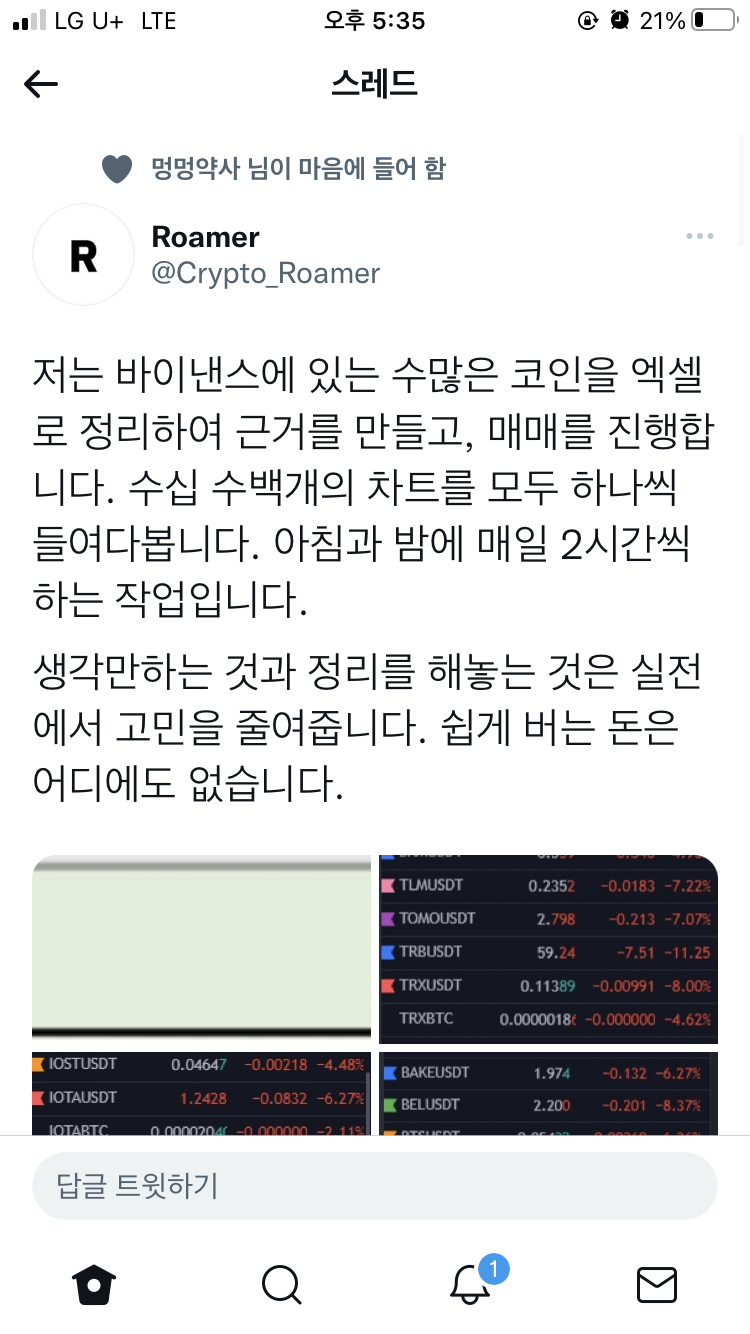 LG U+ LTE 오후 5:35 21%
스레드
멍멍약사 님이 마음에 들어 함
R
Roamer
@Crypto_Roamer
저는 바이낸스에 있는 수많은 코인을 엑셀
로 정리하여 근거를 만들고, 매매를 진행합
니다. 수십 수백개의 차트를 모두 하나씩
들여다봅니다. 아침과 밤에 매일 2시간씩
하는 작업입니다.
생각만하는 것과 정리를 해놓는 것은 실전
에서 고민을 줄여줍니다. 쉽게 버는 돈은
어디에도 없습니다.
TLMUSDT 0.2352 −0.0183 −7.22%
TOMOUSDT 2.798 −0.213 −7.07%
TRBUSDT 59.24 −7.51 −11.25
TRXUSDT 0.11389 −0.00991 −8.00%
TRXBTC 0.0000018 −0.000000 −4.62%
IOSTUSDT 0.04647 −0.00218 −4.48%
IOTAUSDT 1.2428 −0.0832 −6.27%
IOTABTC 0.0000204 −0.000000 −2.11%
BAKEUSDT 1.974 −0.132 −6.27%
BELUSDT 2.200 −0.201 −8.37%
답글 트윗하기
1